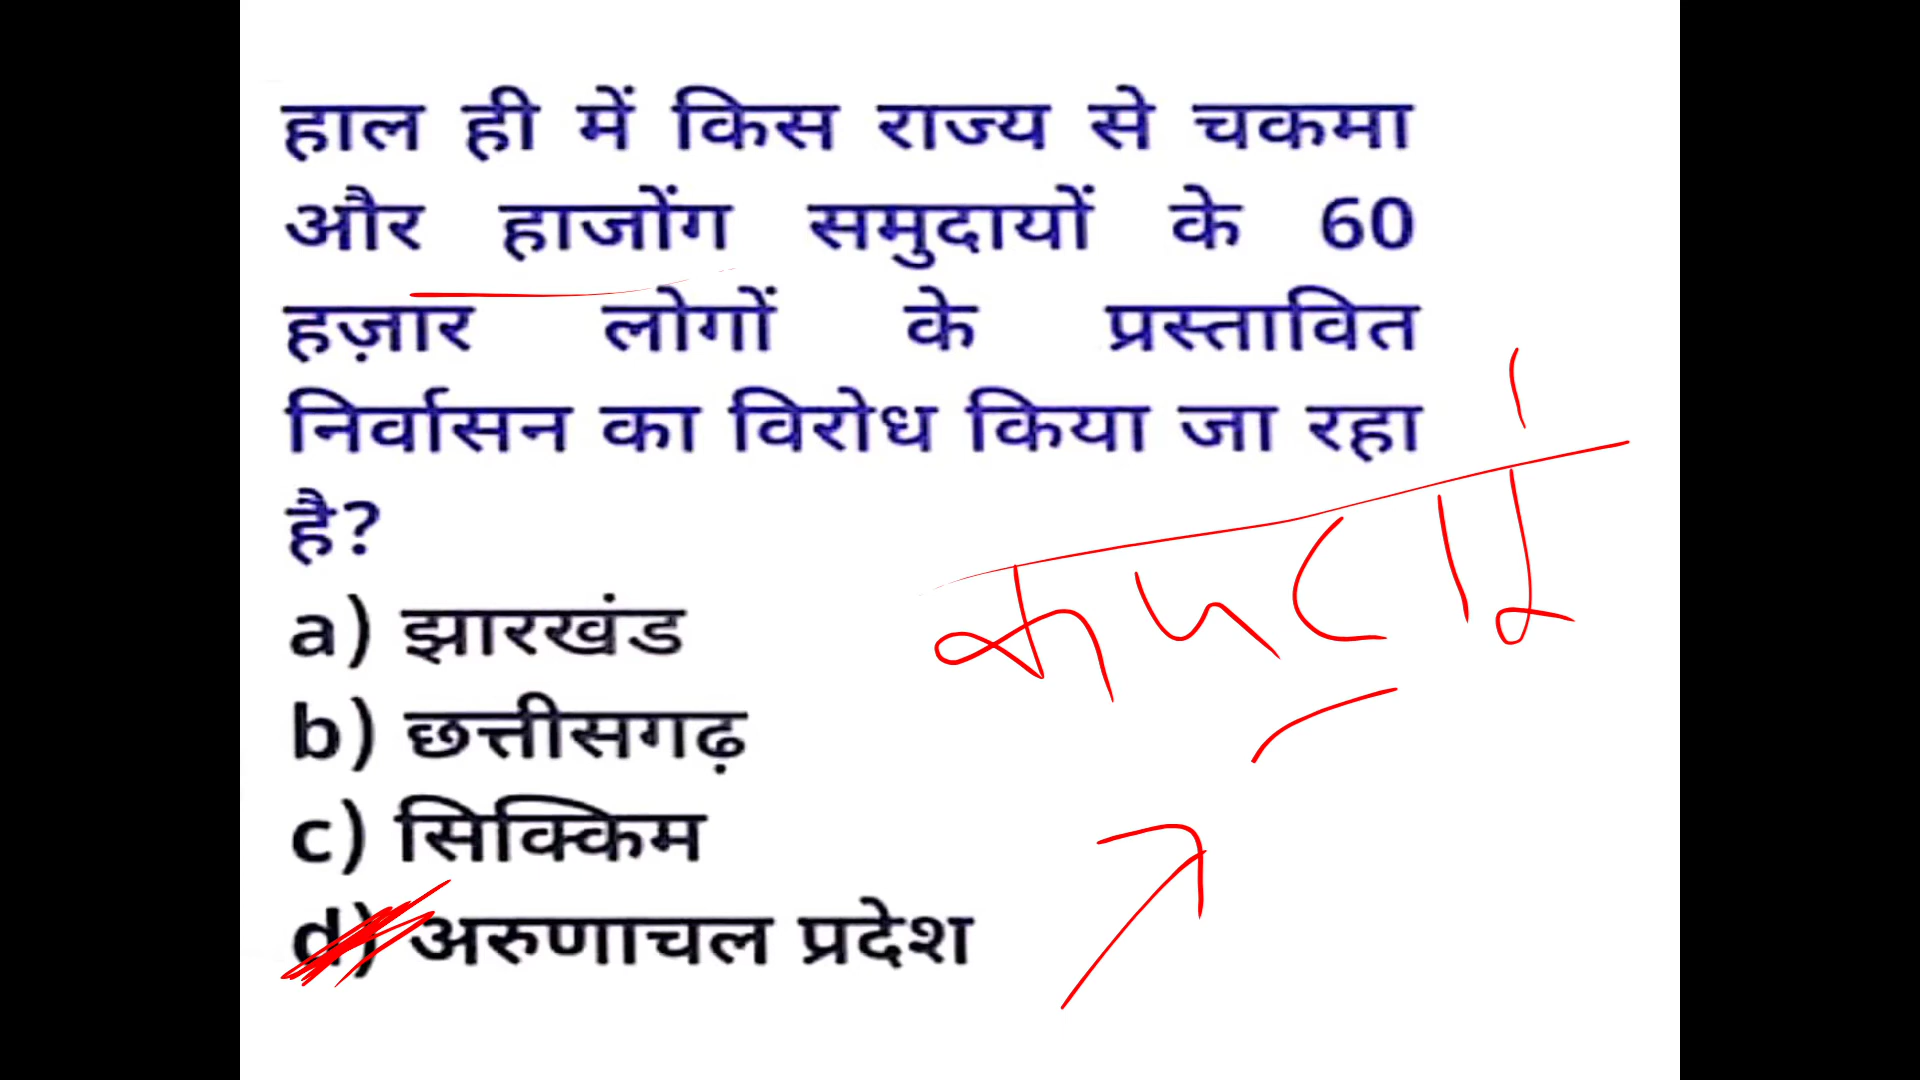 हाल ही में किस राज्य से चकमा
और हाजोंग समुदायों के 60
हज़ार लोगों के प्रस्तावित
निर्वासन का विरोध किया जा रहा
है?
a) झारखंड
b) छत्तीसगढ़
c) सिक्किम
d) अरुणाचल प्रदेश